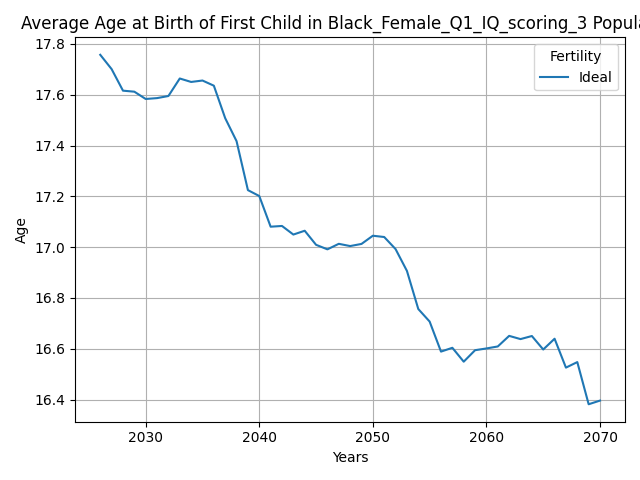 Average Age at Birth of First Child in Black_Female_Q1_IQ_scoring_3 Popula
17.8
17.6
17.4
17.2
17.0
16.8
16.6
16.4
Age
Fertility
Ideal
2030 2040 2050 2060 2070
Years